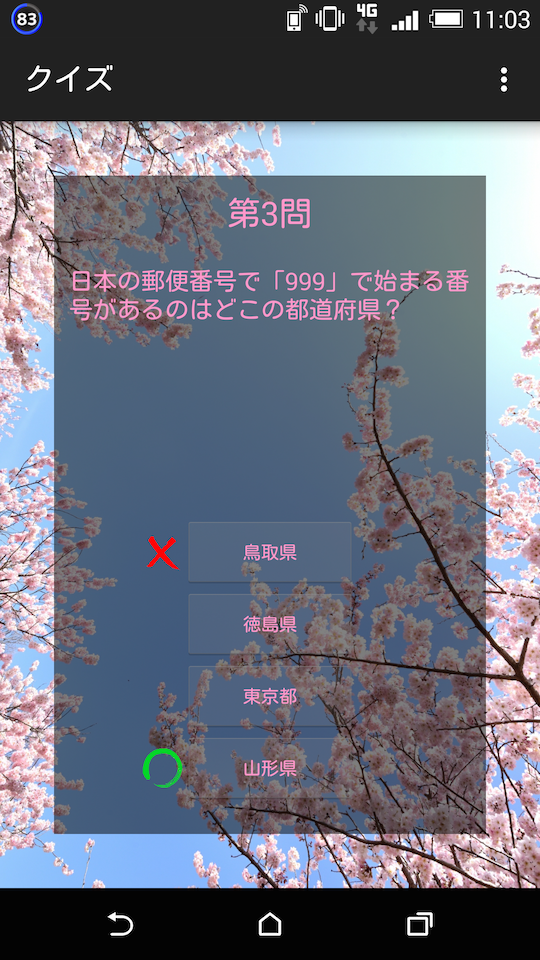 83
4G
11:03
クイズ
第3問
日本の郵便番号で「999」で始まる番
号があるのはどこの都道府県？
鳥取県
徳島県
東京都
山形県